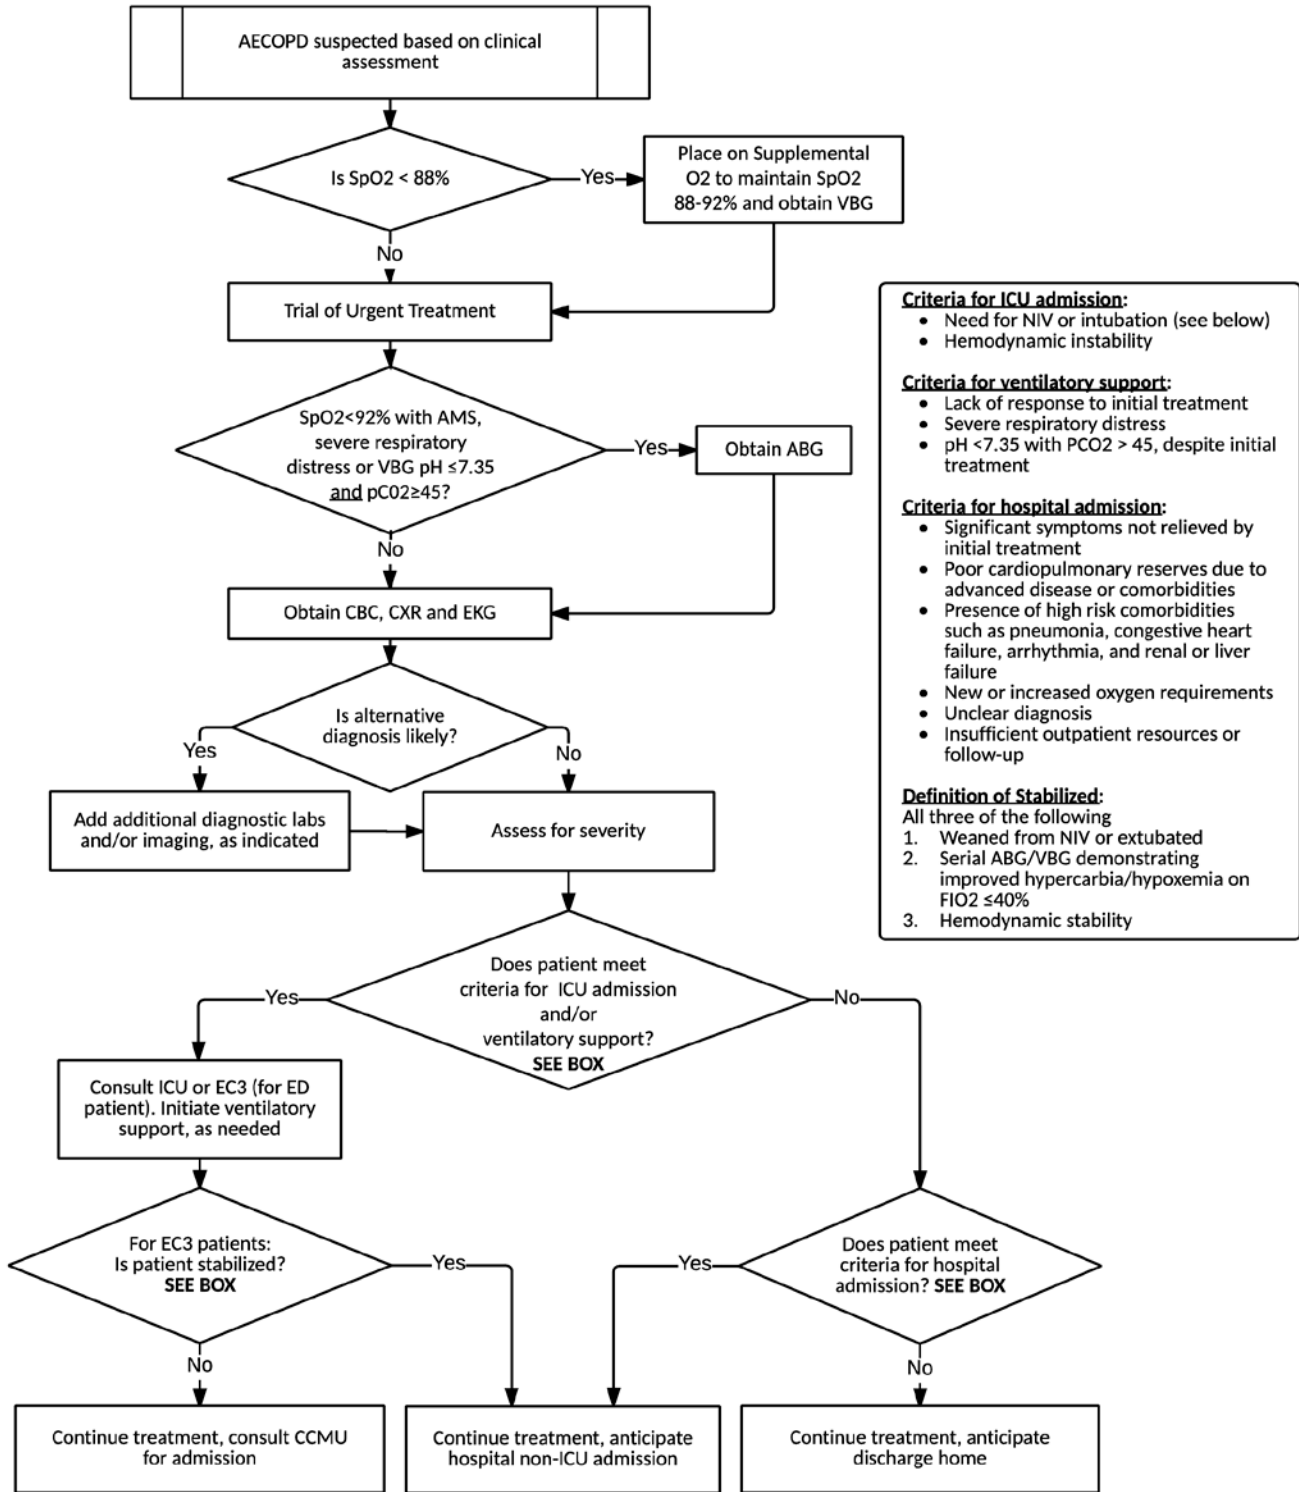 AECOPD suspected based on clinical
assessment
Is SpO2 < 88%
Yes
Place on Supplemental
O2 to maintain SpO2
88-92% and obtain VBG
No
Trial of Urgent Treatment
SpO2<92% with AMS,
severe respiratory
distress or VBG pH ≤7.35
and pC02≥45?
Yes
Obtain ABG
No
Obtain CBC, CXR and EKG
Is alternative
diagnosis likely?
Yes
No
Add additional diagnostic labs
and/or imaging, as indicated
Assess for severity
Does patient meet
criteria for ICU admission
and/or
ventilatory support?
SEE BOX
Yes
No
Consult ICU or EC3 (for ED
patient). Initiate ventilatory
support, as needed
For EC3 patients:
Is patient stabilized?
SEE BOX
Yes
No
Does patient meet
criteria for hospital
admission? SEE BOX
Yes
No
Continue treatment, consult CCMU
for admission
Continue treatment, anticipate
hospital non-ICU admission
Continue treatment, anticipate
discharge home
Criteria for ICU admission:
• Need for NIV or intubation (see below)
• Hemodynamic instability
Criteria for ventilatory support:
• Lack of response to initial treatment
• Severe respiratory distress
• pH <7.35 with PCO2 > 45, despite initial
treatment
Criteria for hospital admission:
• Significant symptoms not relieved by
initial treatment
• Poor cardiopulmonary reserves due to
advanced disease or comorbidities
• Presence of high risk comorbidities
such as pneumonia, congestive heart
failure, arrhythmia, and renal or liver
failure
• New or increased oxygen requirements
• Unclear diagnosis
• Insufficient outpatient resources or
follow-up
Definition of Stabilized:
All three of the following
1. Weaned from NIV or extubated
2. Serial ABG/VBG demonstrating
improved hypercarbia/hypoxemia on
FIO2 ≤40%
3. Hemodynamic stability